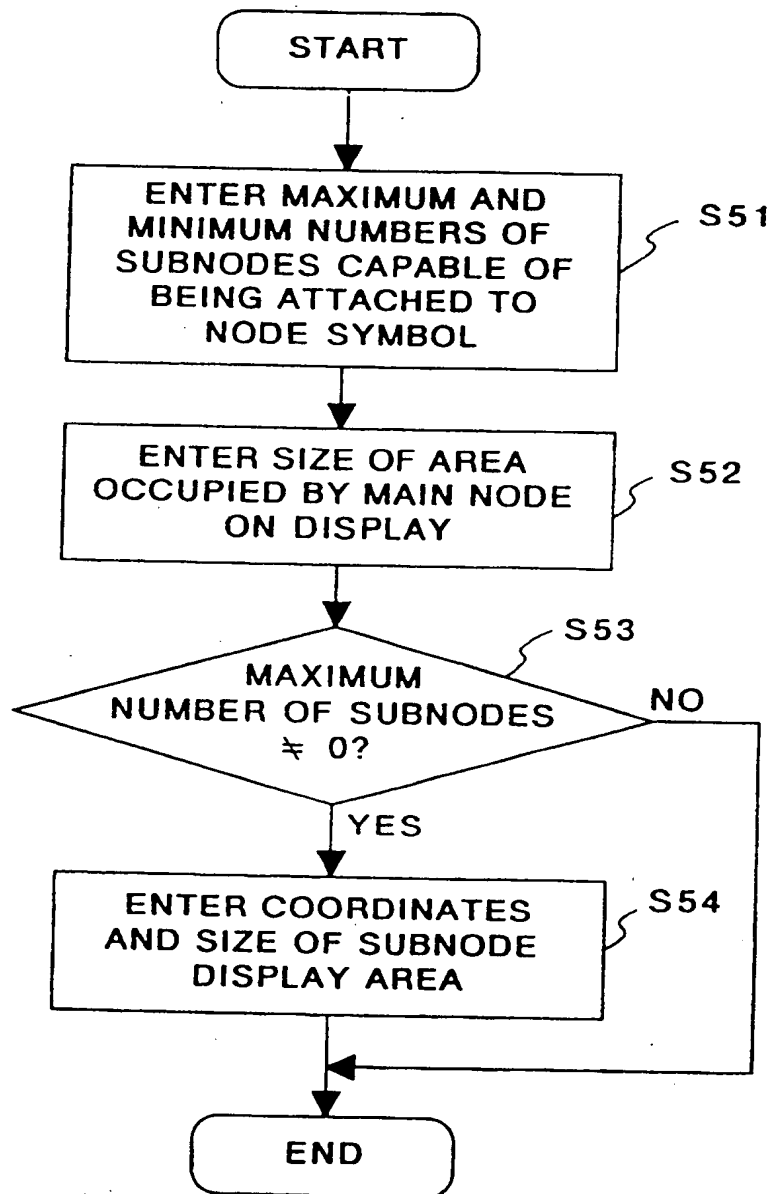 START
ENTER MAXIMUM AND
MINIMUM NUMBERS OF
SUBNODES CAPABLE OF
BEING ATTACHED TO
NODE SYMBOL
S51
ENTER SIZE OF AREA
OCCUPIED BY MAIN NODE
ON DISPLAY
S52
S53
MAXIMUM
NUMBER OF SUBNODES
≠ 0?
NO
YES
ENTER COORDINATES
AND SIZE OF SUBNODE
DISPLAY AREA
S54
END